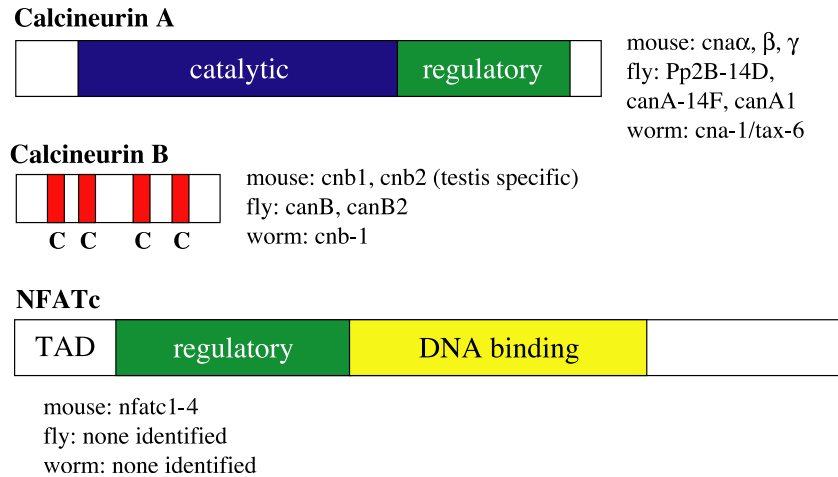 Calcineurin A
catalytic
regulatory
mouse: cnaα, β, γ
fly: Pp2B-14D,
canA-14F, canA1
worm: cna-1/tax-6
Calcineurin B
C C C C
mouse: cnb1, cnb2 (testis specific)
fly: canB, canB2
worm: cnb-1
NFATc
TAD
regulatory
DNA binding
mouse: nfatc1-4
fly: none identified
worm: none identified